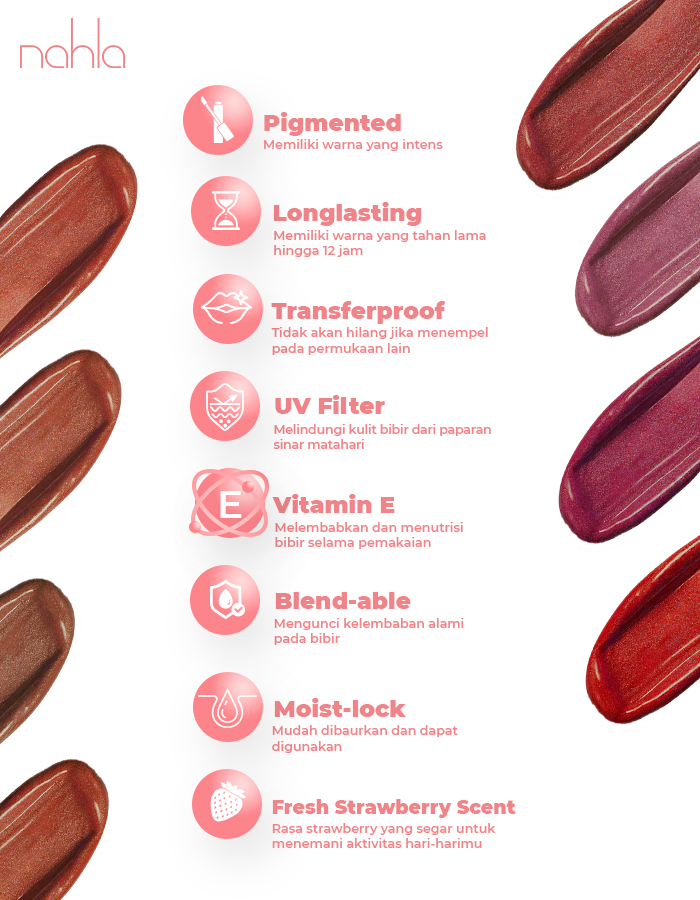 nahla
Pigmented
Memiliki warna yang intens
Longlasting
Memiliki warna yang tahan lama
hingga 12 jam
Transferproof
Tidak akan hilang jika menempel
pada permukaan lain
UV Filter
Melindungi kulit bibir dari paparan
sinar matahari
E
Vitamin E
Melembabkan dan menutrisi
bibir selama pemakaian
Blend-able
Mengunci kelembaban alami
pada bibir
Moist-lock
Mudah dibaurkan dan dapat
digunakan
Fresh Strawberry Scent
Rasa strawberry yang segar untuk
menemani aktivitas hari-harimu